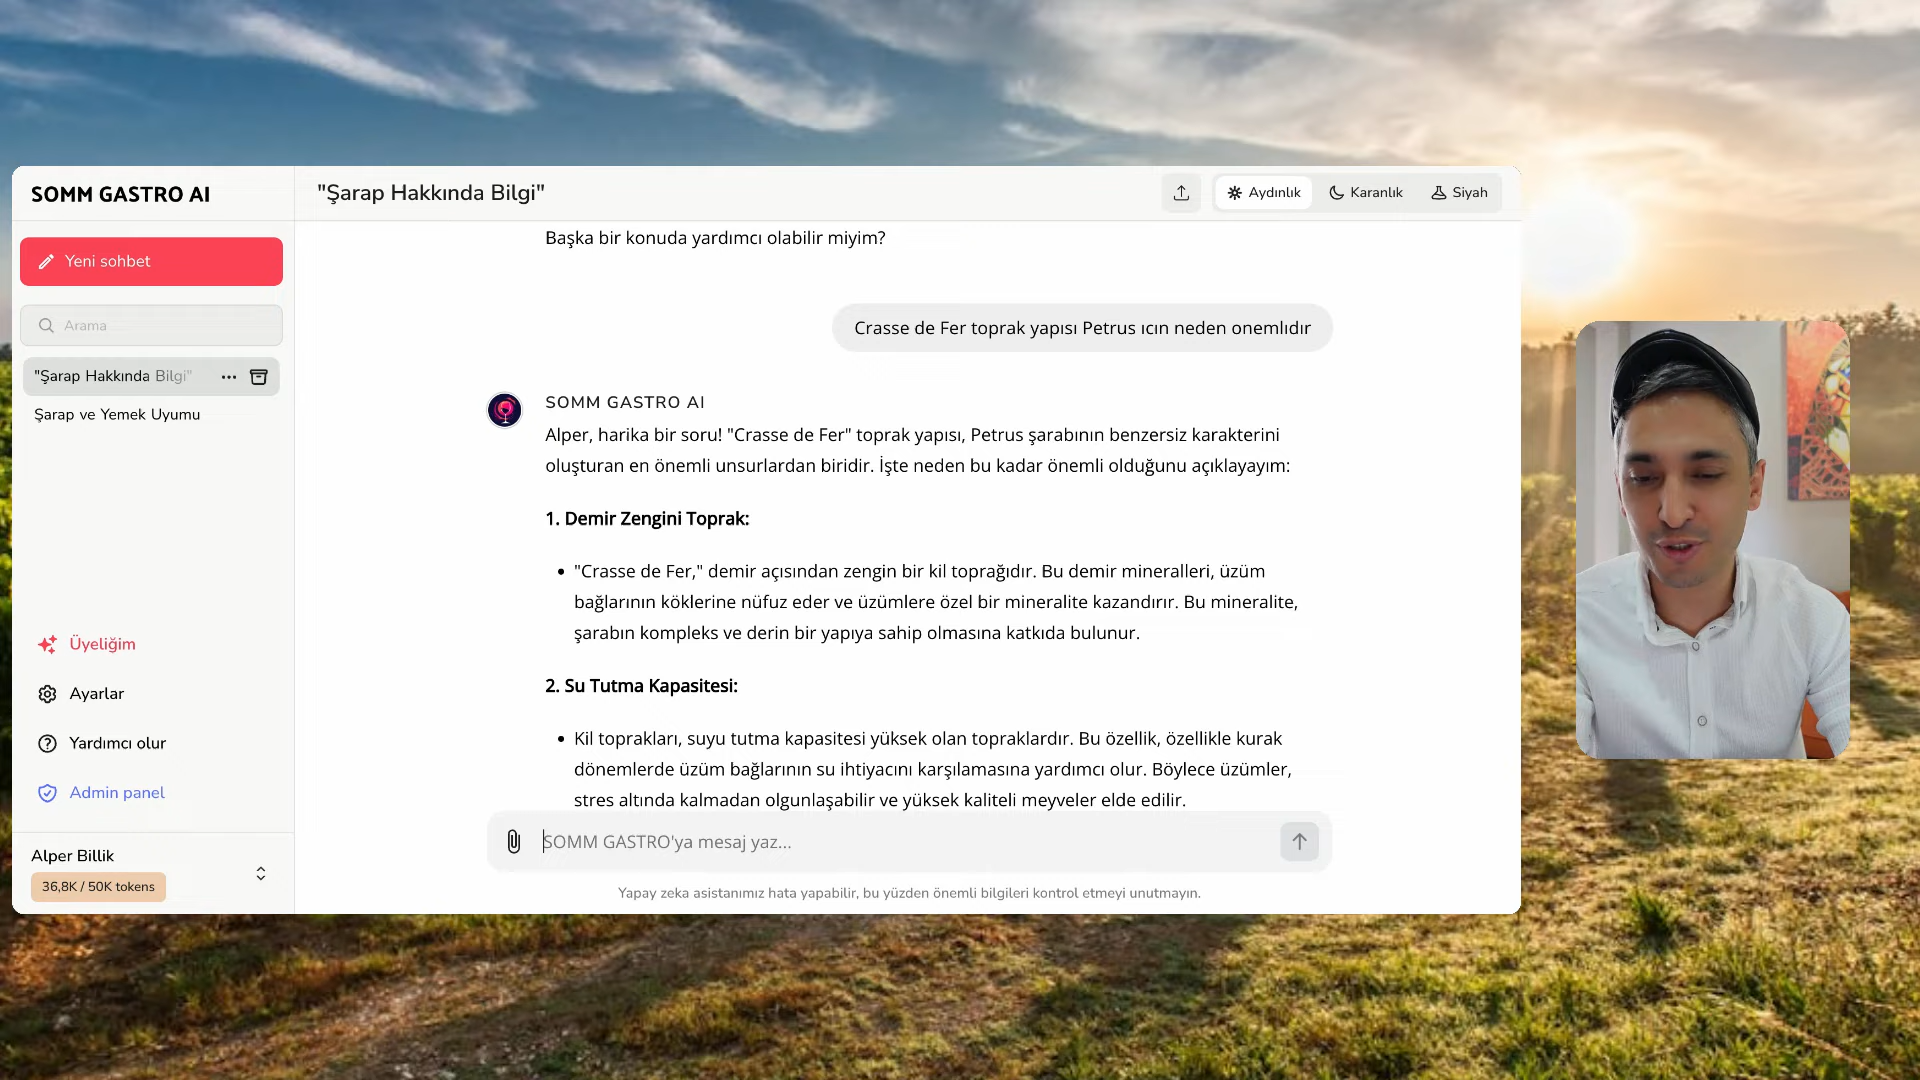 SOMM GASTRO AI
Yeni sohbet
Arama
"Şarap Hakkında Bilgi"
Şarap ve Yemek Uyumu
Üyeliğim
Ayarlar
Yardımcı olur
Admin panel
Alper Billik
36,8K / 50K tokens
"Şarap Hakkında Bilgi"
Aydınlık
Karanlık
Siyah
Başka bir konuda yardımcı olabilir miyim?
Crasse de Fer toprak yapısı Petrus ıcın neden onemlıdır
SOMM GASTRO AI
Alper, harika bir soru! "Crasse de Fer" toprak yapısı, Petrus şarabının benzersiz karakterini
oluşturan en önemli unsurlardan biridir. İşte neden bu kadar önemli olduğunu açıklayayım:
1. Demir Zengini Toprak:
• "Crasse de Fer," demir açısından zengin bir kil toprağıdır. Bu demir mineralleri, üzüm
bağlarının köklerine nüfuz eder ve üzümlere özel bir mineralite kazandırır. Bu mineralite,
şarabın kompleks ve derin bir yapıya sahip olmasına katkıda bulunur.
2. Su Tutma Kapasitesi:
• Kil toprakları, suyu tutma kapasitesi yüksek olan topraklardır. Bu özellik, özellikle kurak
dönemlerde üzüm bağlarının su ihtiyacını karşılamasına yardımcı olur. Böylece üzümler,
stres altında kalmadan olgunlaşabilir ve yüksek kaliteli meyveler elde edilir.
SOMM GASTRO'ya mesaj yaz...
Yapay zeka asistanımız hata yapabilir, bu yüzden önemli bilgileri kontrol etmeyi unutmayın.